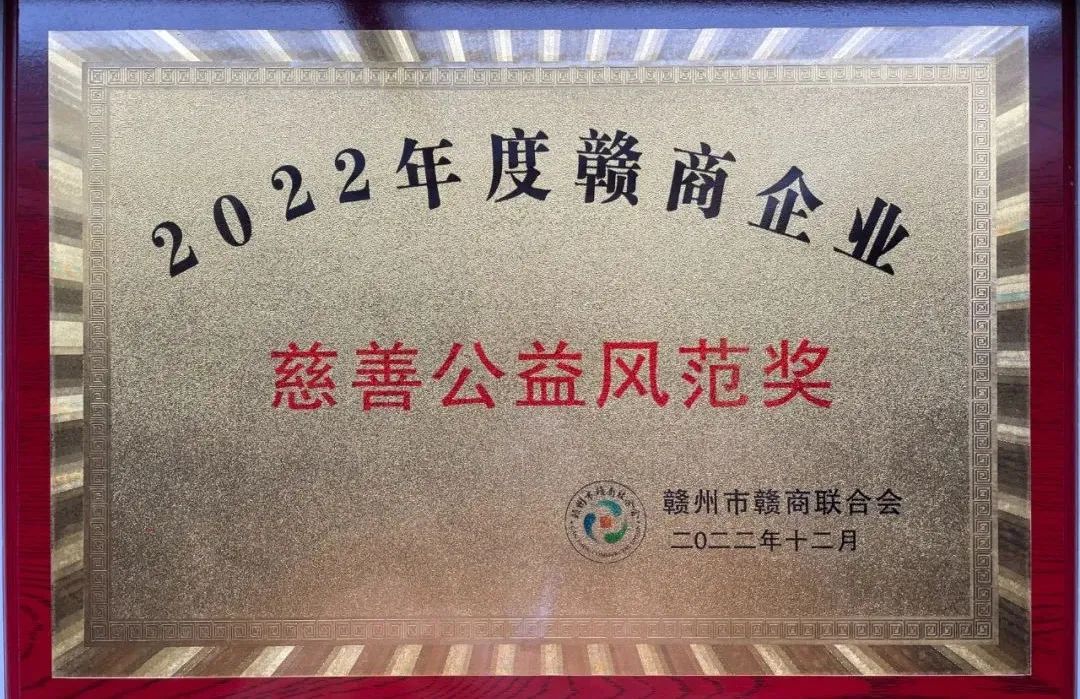 2022年度赣商企业
慈善公益风范奖
赣州市赣商联合会
二0二二年十二月